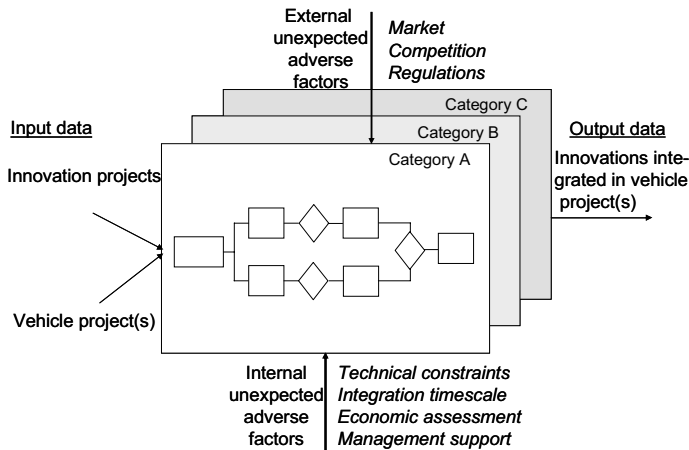 External
unexpected
adverse
factors
Market
Competition
Regulations
Category C
Category B
Category A
Input data
Innovation projects
Vehicle project(s)
Output data
Innovations inte-
grated in vehicle
project(s)
Internal
unexpected
adverse
factors
Technical constraints
Integration timescale
Economic assessment
Management support